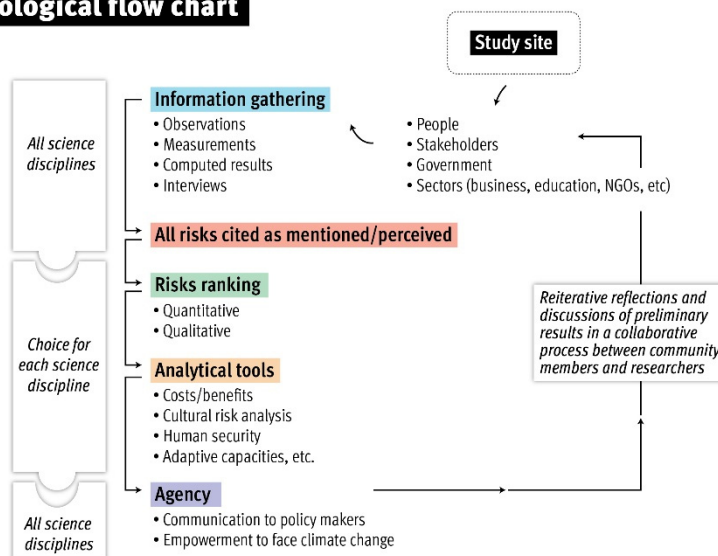 ological flow chart
Study site
All science
disciplines
Information gathering
• Observations
• Measurements
• Computed results
• Interviews
• People
• Stakeholders
• Government
• Sectors (business, education, NGOs, etc)
All risks cited as mentioned/perceived
Choice for
each science
discipline
Risks ranking
• Quantitative
• Qualitative
Analytical tools
• Costs/benefits
• Cultural risk analysis
• Human security
• Adaptive capacities, etc.
Reiterative reflections and
discussions of preliminary
results in a collaborative
process between community
members and researchers
All science
disciplines
Agency
• Communication to policy makers
• Empowerment to face climate change